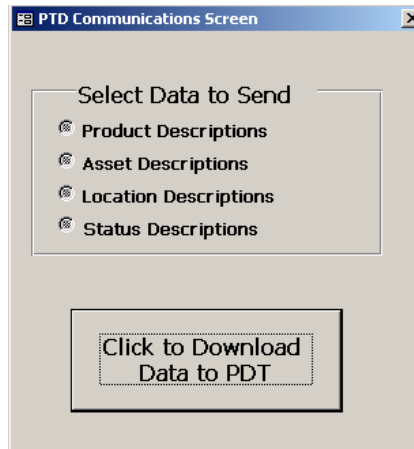 PTD Communications Screen
Select Data to Send
Product Descriptions
Asset Descriptions
Location Descriptions
Status Descriptions
Click to Download
Data to PDT